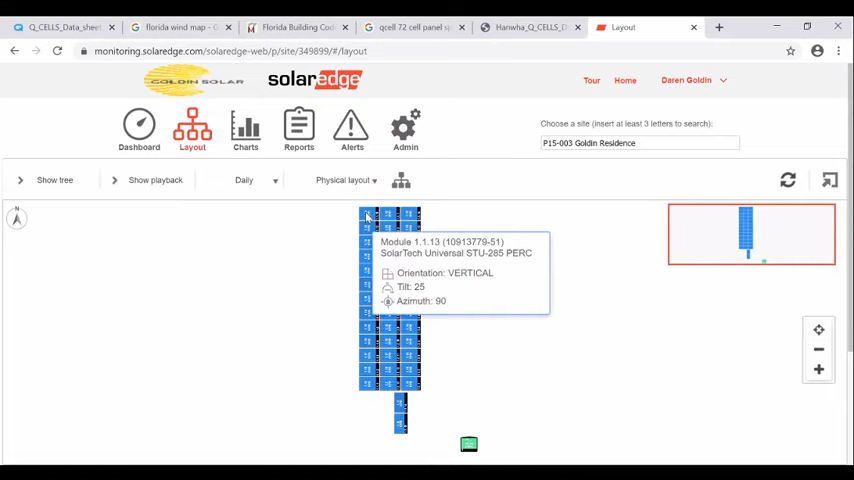 Q_CELLS_Data_sheet
florida wind map - G
Florida Building Code
qcell 72 cell panel sp
Hanwha_Q_CELLS_D
Layout
monitoring.solaredge.com/solaredge-web/p/site/349899/#/layout
GOLDIN SOLAR
solaredge
Tour
Home
Daren Goldin
Dashboard
Layout
Charts
Reports
Alerts
Admin
Choose a site (insert at least 3 letters to search):
P15-003 Goldin Residence
Show tree
Show playback
Daily
Physical layout
N
Module 1.1.13 (10913779-51)
SolarTech Universal STU-285 PERC
Orientation: VERTICAL
Tilt: 25
Azimuth: 90